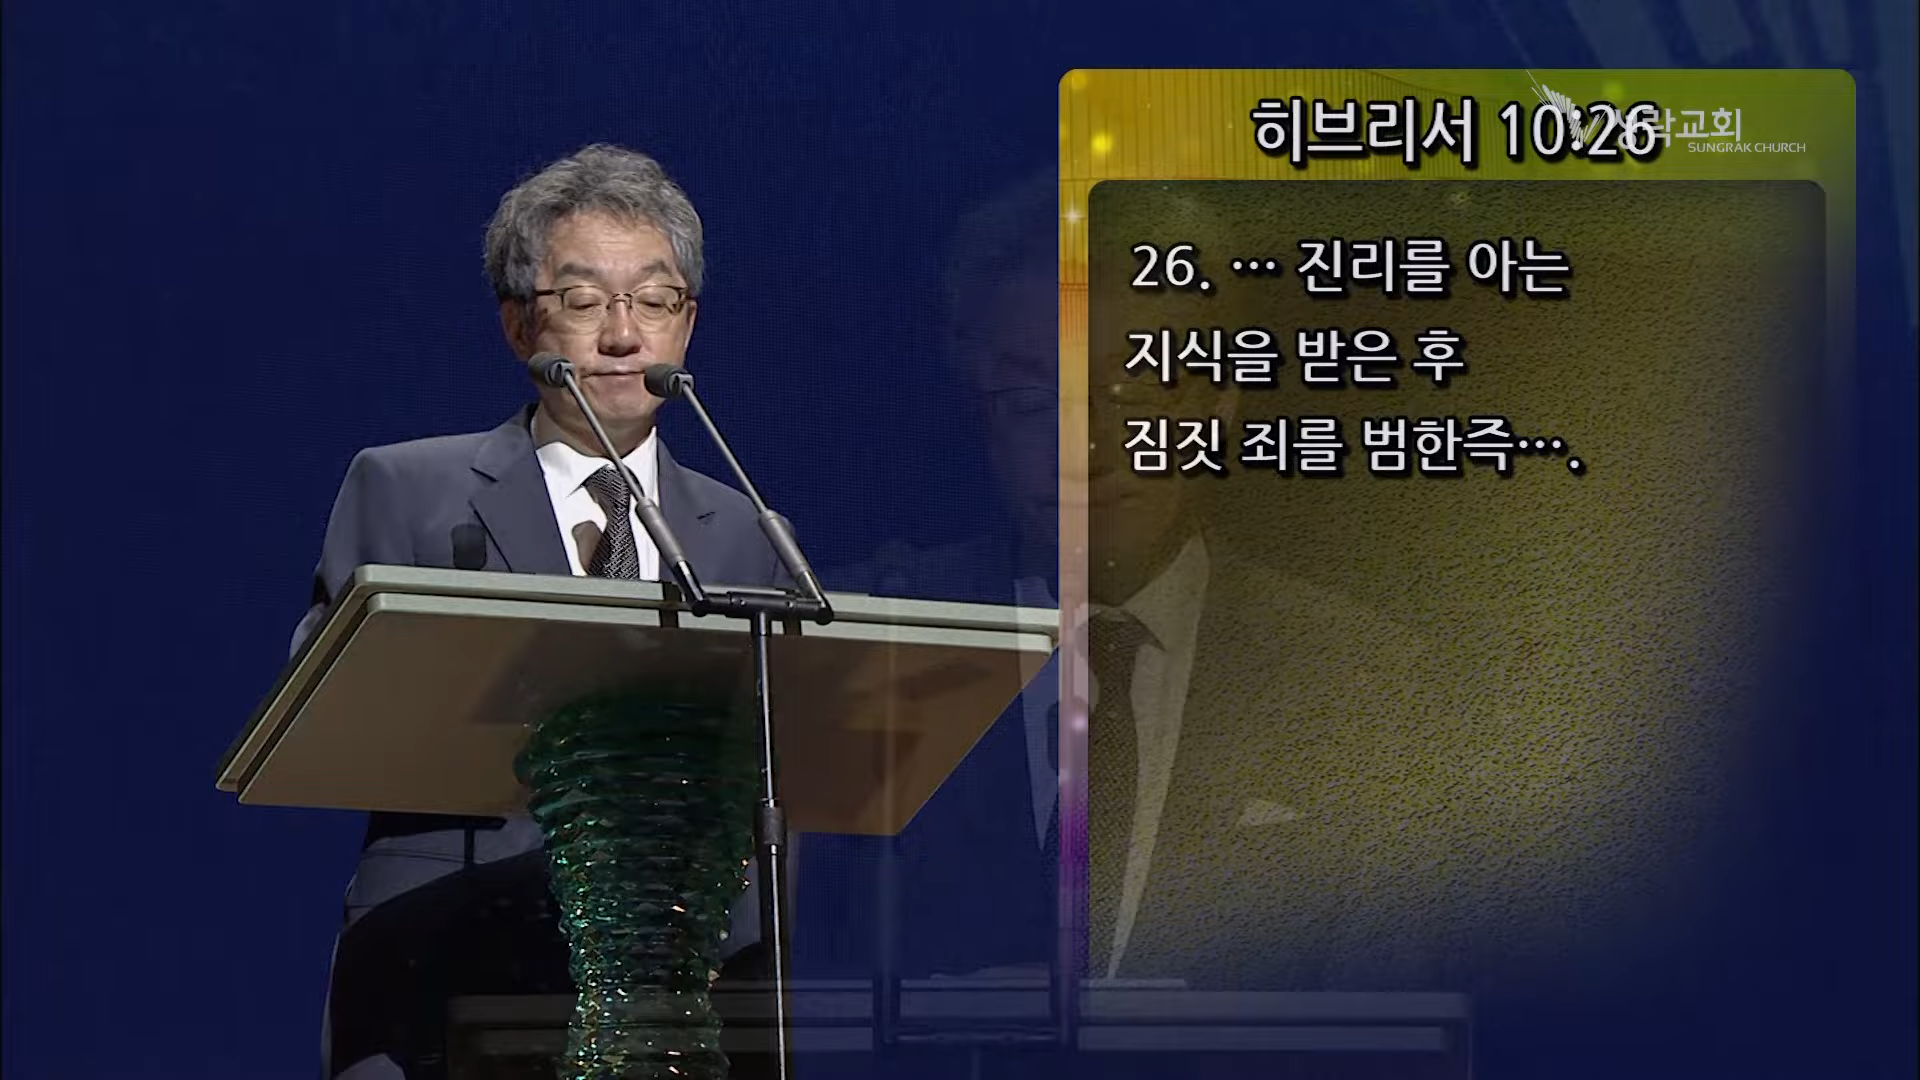 히브리서 10:26
성락교회
SUNGRAK CHURCH
26. … 진리를 아는
지식을 받은 후
짐짓 죄를 범한즉….